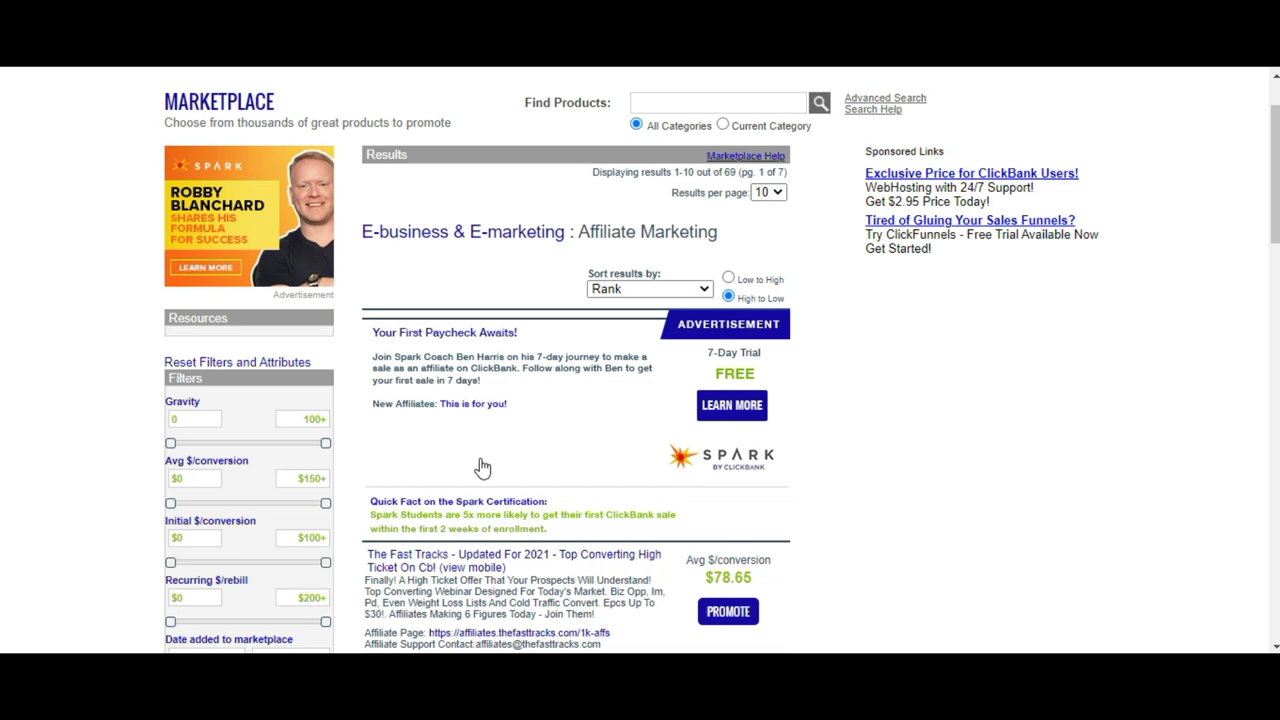 MARKETPLACE
Choose from thousands of great products to promote
Find Products:
Advanced Search
Search Help
All Categories
Current Category
SPARK
ROBBY
BLANCHARD
SHARES HIS
FORMULA
FOR SUCCESS
LEARN MORE
Advertisement
Resources
Reset Filters and Attributes
Filters
Gravity
0
100+
Avg $/conversion
$0
$150+
Initial $/conversion
$0
$100+
Recurring $/rebill
$0
$200+
Date added to marketplace
Results
Marketplace Help
Displaying results 1-10 out of 69 (pg. 1 of 7)
Results per page: 10
E-business & E-marketing : Affiliate Marketing
Sort results by:
Rank
Low to High
High to Low
Your First Paycheck Awaits!
ADVERTISEMENT
Join Spark Coach Ben Harris on his 7-day journey to make a
sale as an affiliate on ClickBank. Follow along with Ben to get
your first sale in 7 days!
New Affiliates: This is for you!
7-Day Trial
FREE
LEARN MORE
SPARK
BY CLICKBANK
Quick Fact on the Spark Certification:
Spark Students are 5x more likely to get their first ClickBank sale
within the first 2 weeks of enrollment.
The Fast Tracks - Updated For 2021 - Top Converting High
Ticket On Cb! (view mobile)
Finally! A High Ticket Offer That Your Prospects Will Understand!
Top Converting Webinar Designed For Today's Market. Biz Opp, Im,
Pd, Even Weight Loss Lists And Cold Traffic Convert. Epcs Up To
$30!. Affiliates Making 6 Figures Today - Join Them!
Affiliate Page: https://affiliates.thefasttracks.com/1k-affs
Affiliate Support Contact:affiliates@thefasttracks.com
Avg $/conversion
$78.65
PROMOTE
Sponsored Links
Exclusive Price for ClickBank Users!
WebHosting with 24/7 Support!
Get $2.95 Price Today!
Tired of Gluing Your Sales Funnels?
Try ClickFunnels - Free Trial Available Now
Get Started!